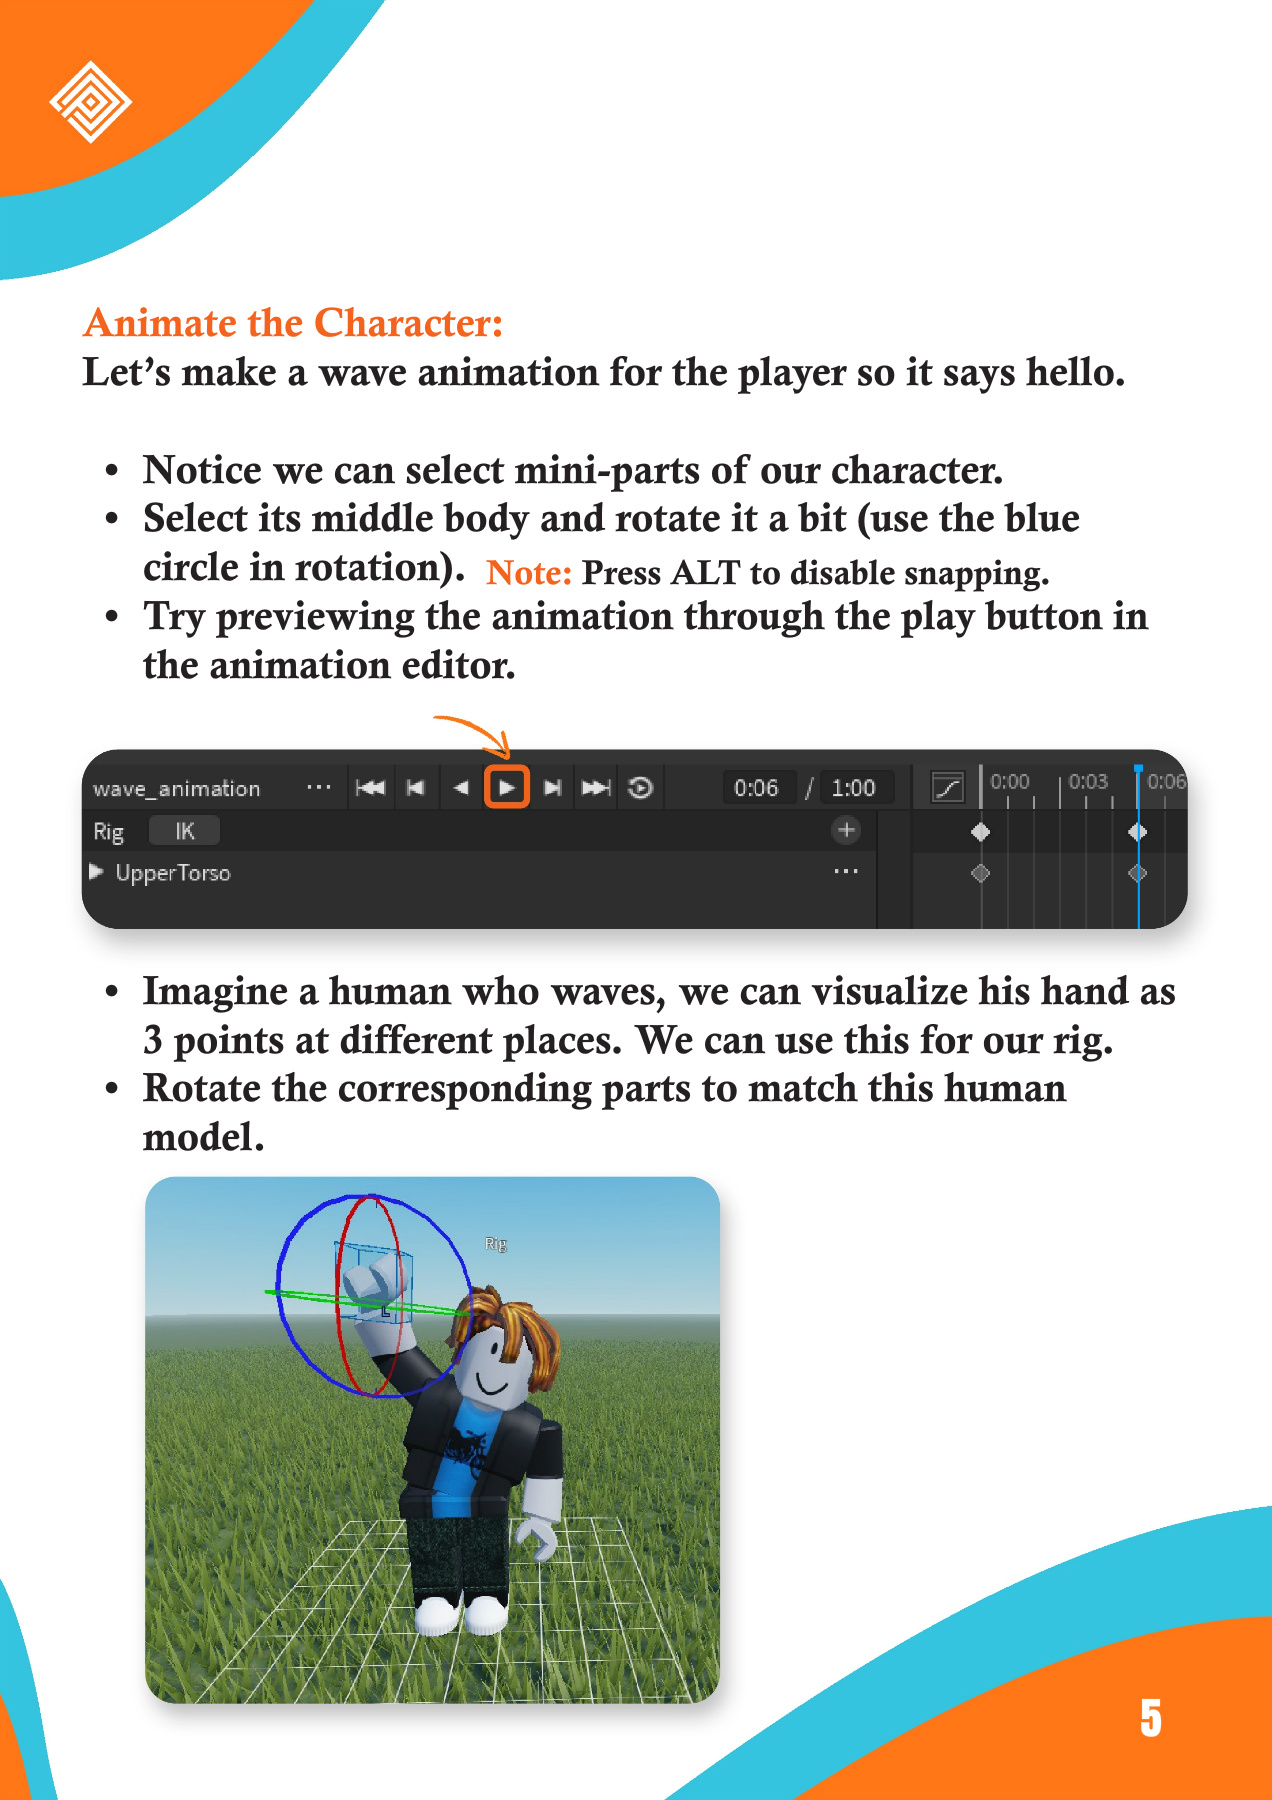 Animate the Character:
Let’s make a wave animation for the player so it says hello.
• Notice we can select mini-parts of our character.
• Select its middle body and rotate it a bit (use the blue
circle in rotation). Note: Press ALT to disable snapping.
• Try previewing the animation through the play button in
the animation editor.
wave_animation ... 0:06 / 1:00 0:00 0:03 0:06
Rig IK
UpperTorso ...
• Imagine a human who waves, we can visualize his hand as
3 points at different places. We can use this for our rig.
• Rotate the corresponding parts to match this human
model.
Rig
L
5